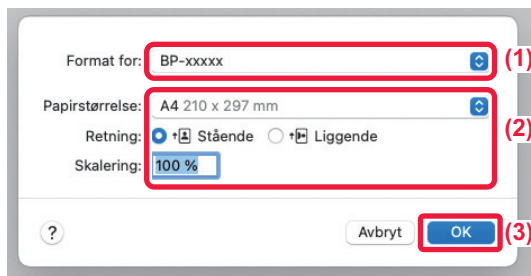 Format for: BP-xxxxx (1)
Papirstørrelse: A4 210 x 297 mm
Retning: Stående Liggende (2)
Skalering: 100 %
? Avbryt OK (3)